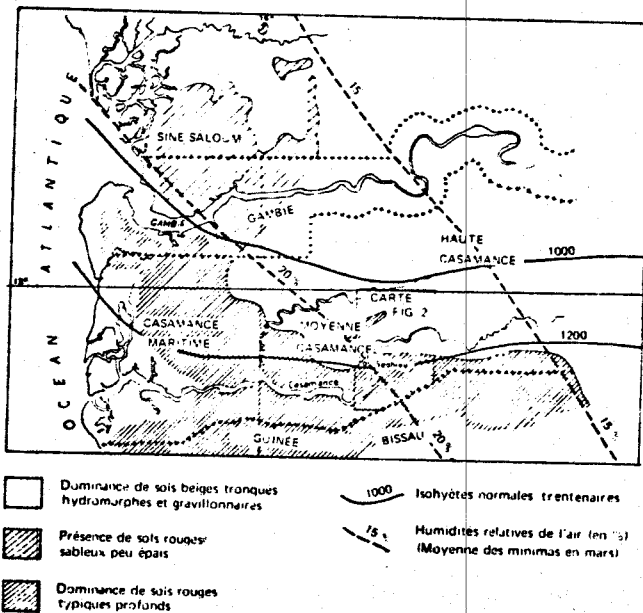 OCEAN ATLANTIQUE
15
SINE SALOUM
GAMBIE
GAMBIE
HAUTE
CASAMANCE
1000
20%
CARTE
FIG. 2
MOYENNE
CASAMANCE
1200
CASAMANCE
MARITIME
Casamance
GUINÉE BISSAU
20%
15%
Dominance de sols beiges tronqués
hydromorphes et gravillonnaires
Présence de sols rouges
sableux peu épais
Dominance de sols rouges
typiques profonds
1000 Isohyètes normales trentenaires
15% Humidités relatives de l'air (en %)
(Moyenne des minimas en mars)